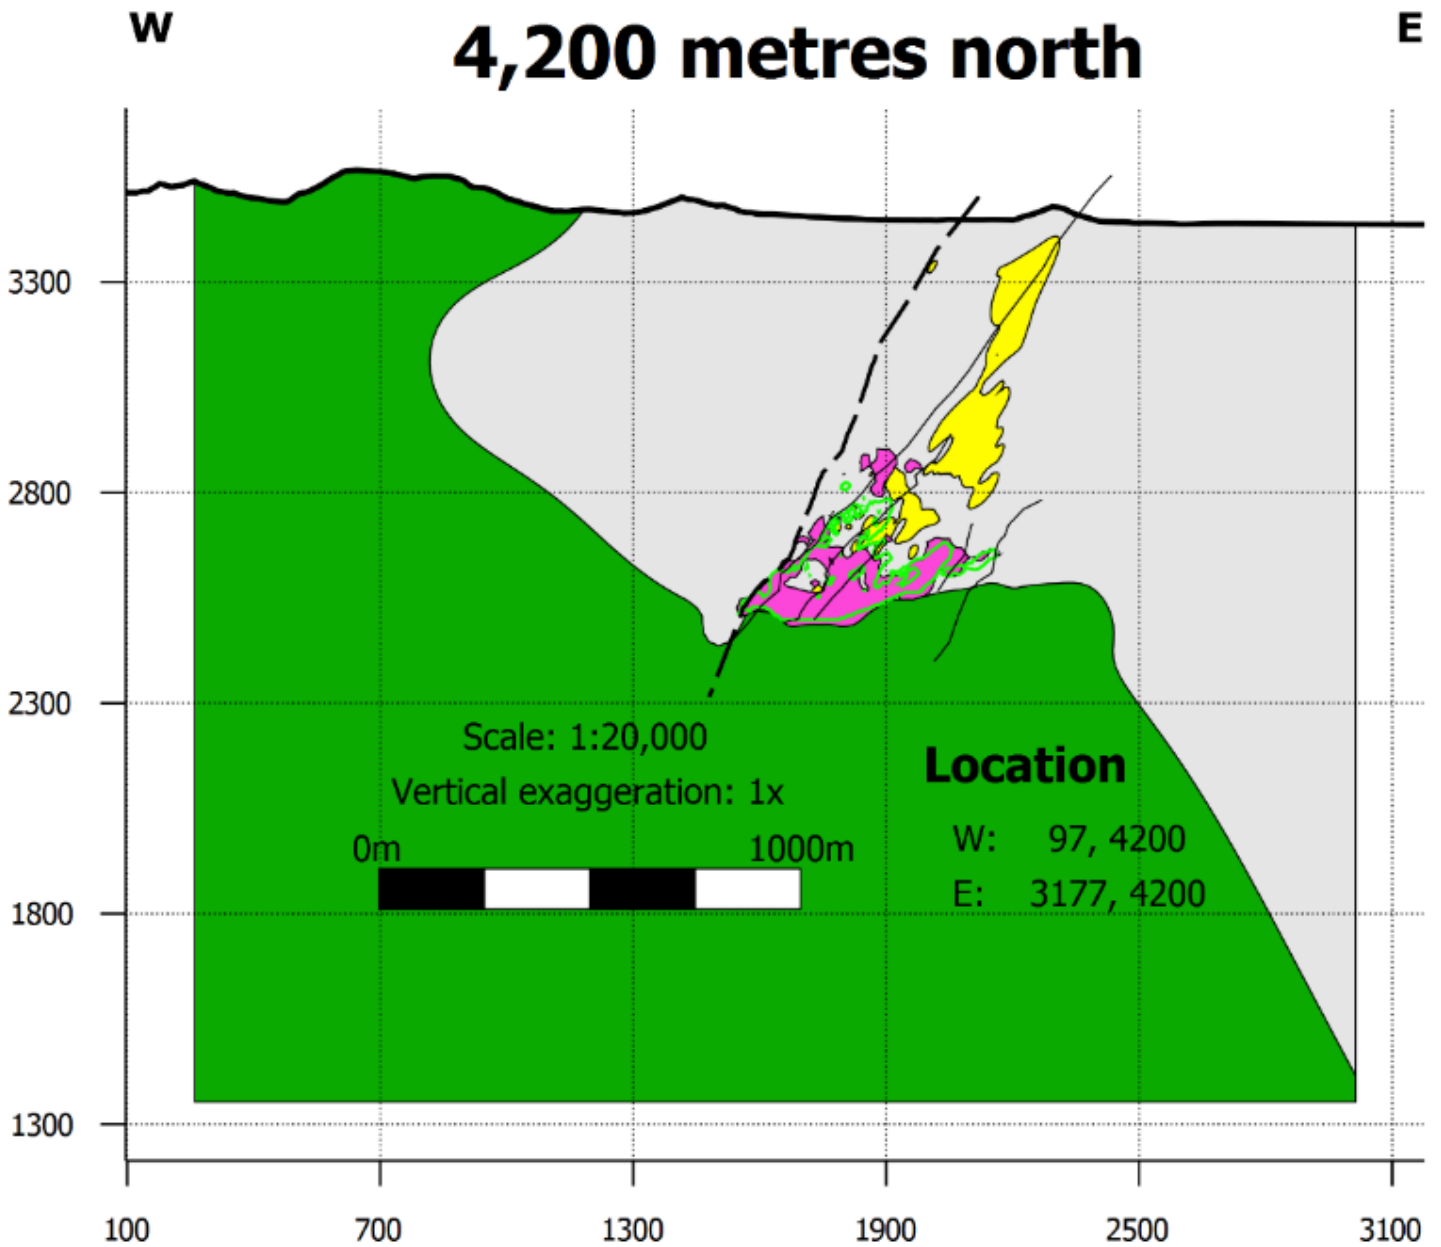 W
E
4,200 metres north
3300
2800
2300
Scale: 1:20,000
Vertical exaggeration: 1x
Location
0m
1000m
W: 97, 4200
E: 3177, 4200
1800
1300
100
700
1300
1900
2500
3100